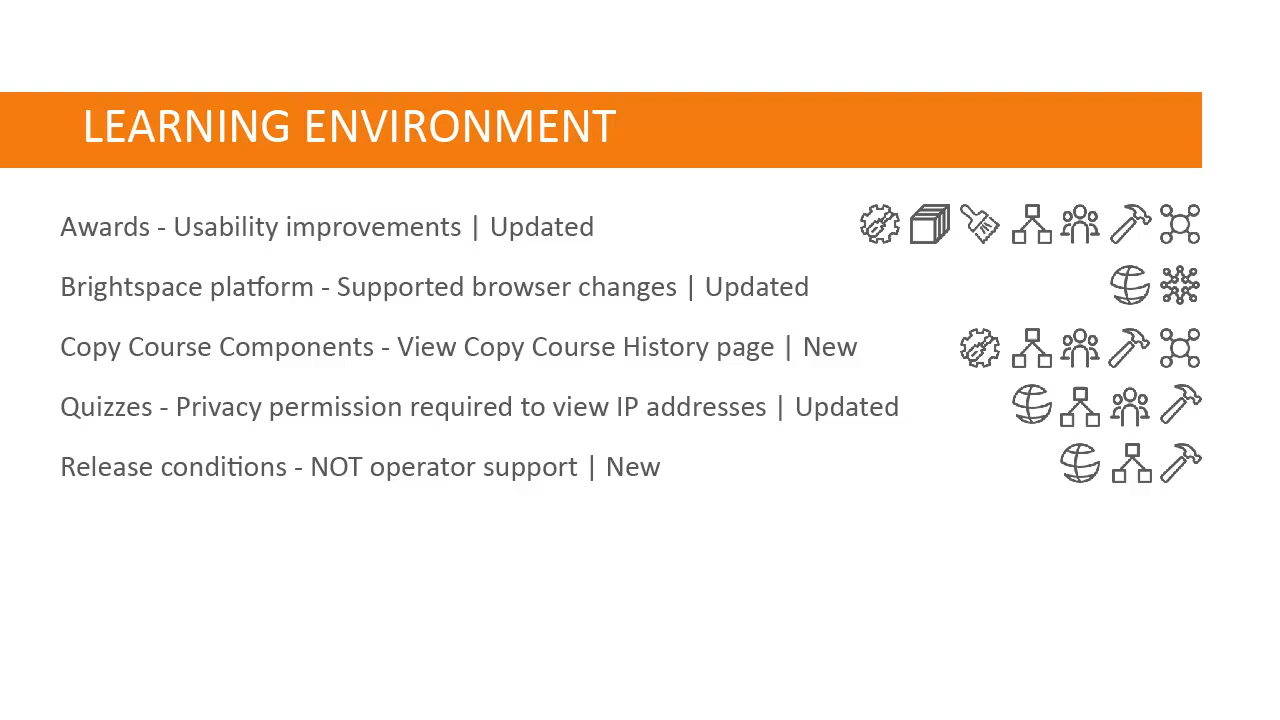 LEARNING ENVIRONMENT
Awards - Usability improvements | Updated
Brightspace platform - Supported browser changes | Updated
Copy Course Components - View Copy Course History page | New
Quizzes - Privacy permission required to view IP addresses | Updated
Release conditions - NOT operator support | New